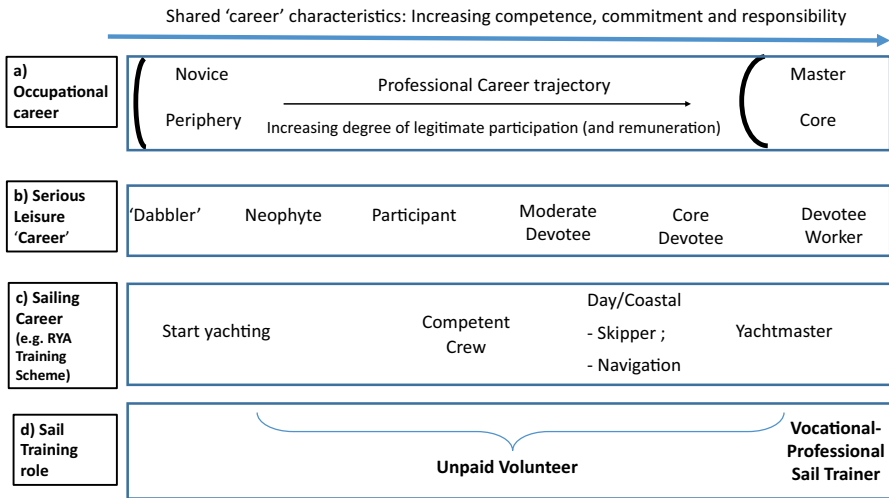 Shared ‘career’ characteristics: Increasing competence, commitment and responsibility
a)
Occupational
career
Novice
Periphery
Professional Career trajectory
Increasing degree of legitimate participation (and remuneration)
Master
Core
b) Serious
Leisure
‘Career’
‘Dabbler’
Neophyte
Participant
Moderate
Devotee
Core
Devotee
Devotee
Worker
c) Sailing
Career
(e.g. RYA
Training
Scheme)
Start yachting
Competent
Crew
Day/Coastal
- Skipper ;
- Navigation
Yachtmaster
d) Sail
Training
role
Unpaid Volunteer
Vocational-
Professional
Sail Trainer